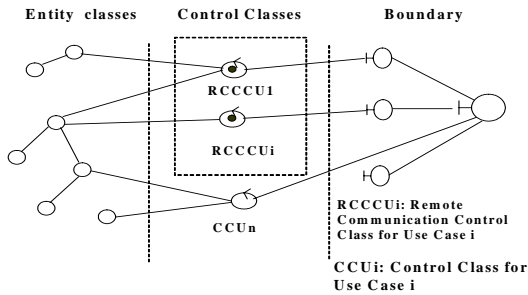 Entity classes
Control Classes
Boundary
RCCCU1
RCCCUi
CCUn
RCCCUi: Remote
Communication Control
Class for Use Case i
CCUi: Control Class for
Use Case i